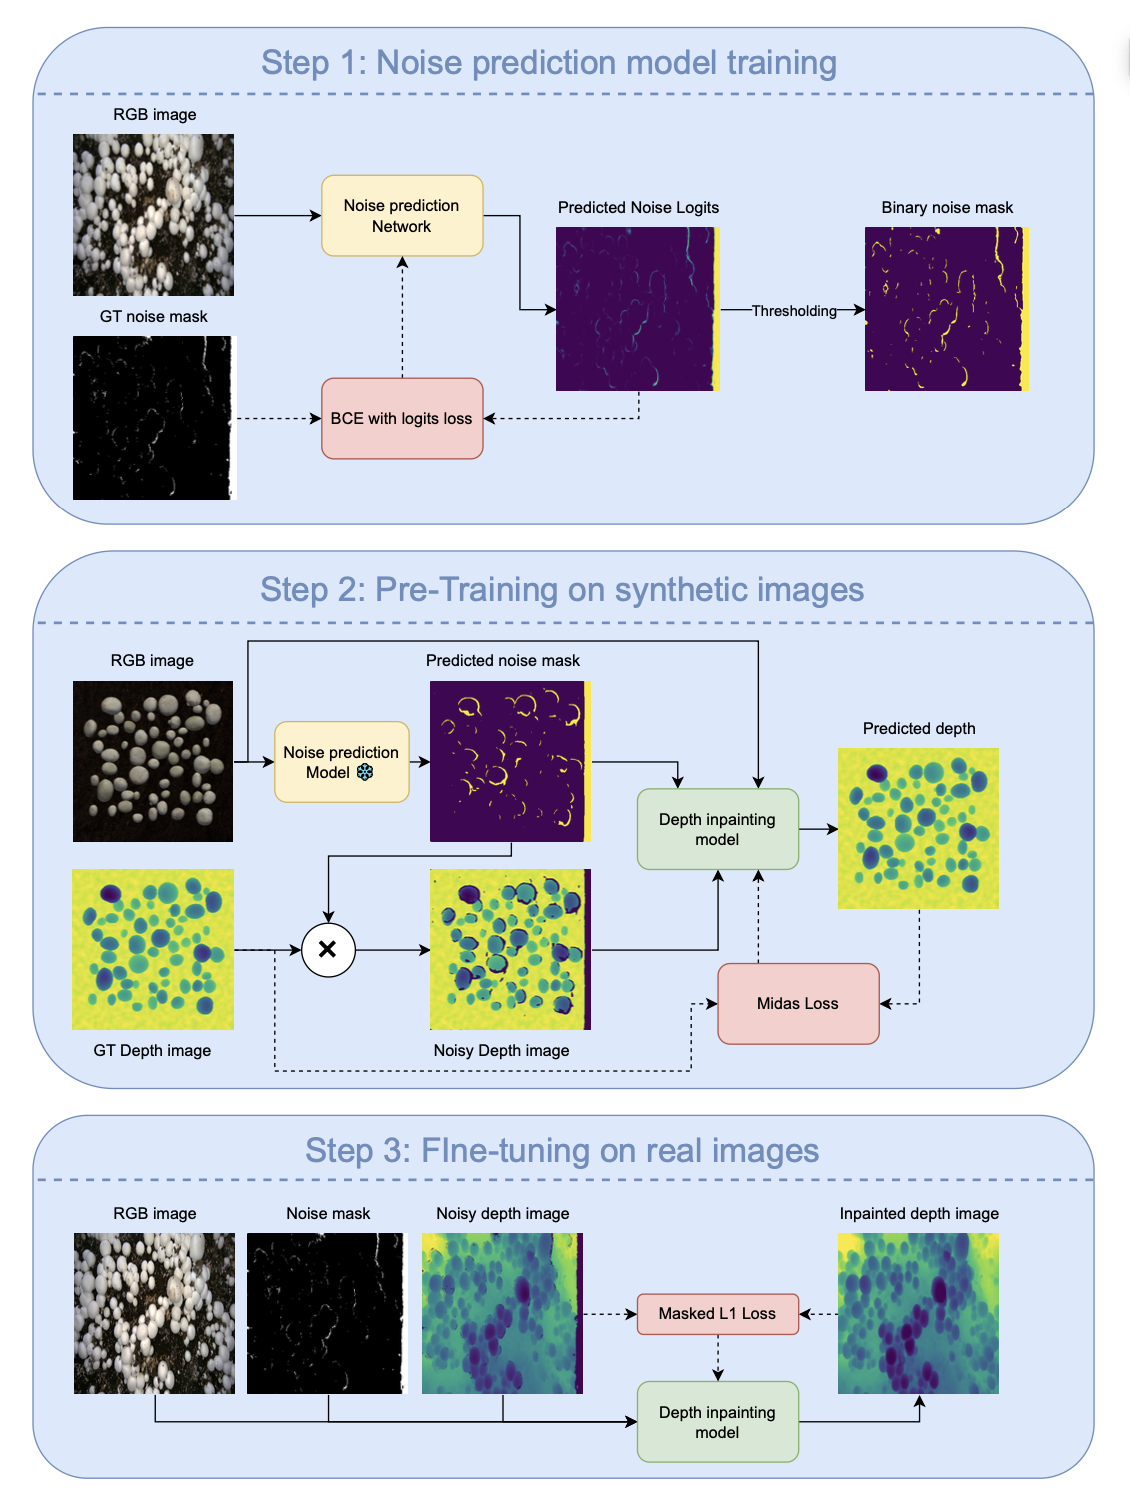 Step 1: Noise prediction model training
RGB image
Noise prediction
Network
Predicted Noise Logits
Binary noise mask
GT noise mask
Thresholding
BCE with logits loss
Step 2: Pre-Training on synthetic images
RGB image
Predicted noise mask
Noise prediction
Model
Predicted depth
Depth inpainting
model
Midas Loss
GT Depth image
Noisy Depth image
Step 3: FIne-tuning on real images
RGB image
Noise mask
Noisy depth image
Inpainted depth image
Masked L1 Loss
Depth inpainting
model